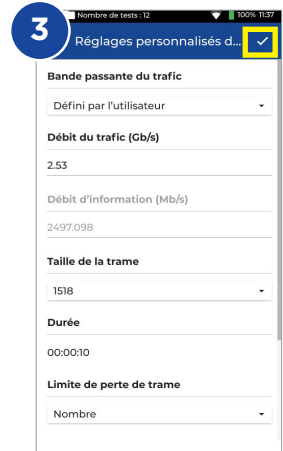 3
Nombre de tests : 12
100% 11:37
Réglages personnalisés d...
Bande passante du trafic
Défini par l'utilisateur
Débit du trafic (Gb/s)
2.53
Débit d'information (Mb/s)
2497.098
Taille de la trame
1518
Durée
00:00:10
Limite de perte de trame
Nombre